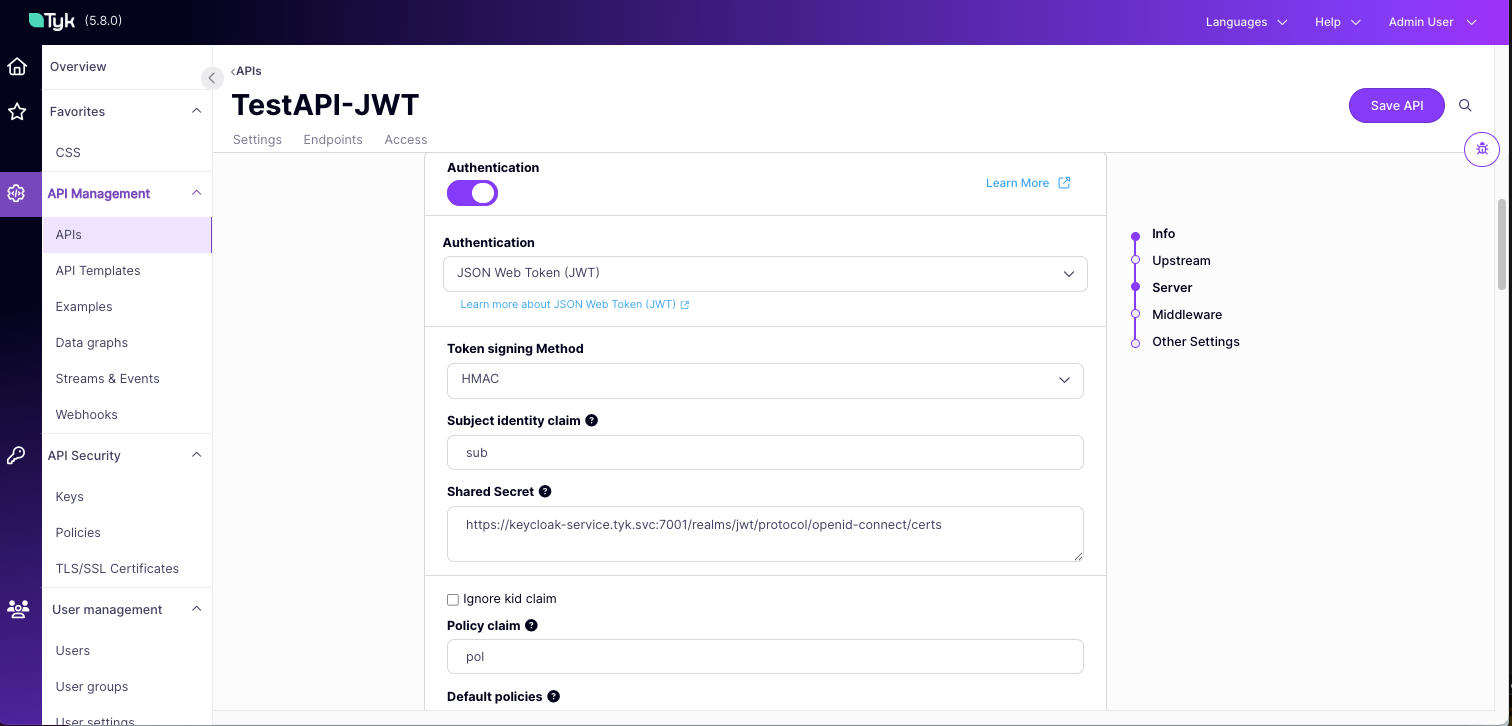 Tyk (5.8.0)
Languages
Help
Admin User
Overview
Favorites
CSS
API Management
APIs
API Templates
Examples
Data graphs
Streams & Events
Webhooks
API Security
Keys
Policies
TLS/SSL Certificates
User management
Users
User groups
User settings
APIs
TestAPI-JWT
Save API
Settings
Endpoints
Access
Authentication
Learn More
Authentication
JSON Web Token (JWT)
Learn more about JSON Web Token (JWT)
Token signing Method
HMAC
Subject identity claim
sub
Shared Secret
https://keycloak-service.tyk.svc:7001/realms/jwt/protocol/openid-connect/certs
Ignore kid claim
Policy claim
pol
Default policies
Info
Upstream
Server
Middleware
Other Settings